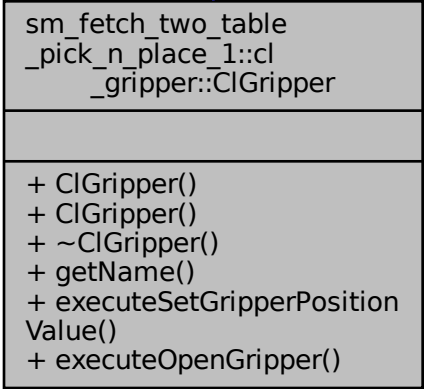 sm_fetch_two_table
_pick_n_place_1::cl
_gripper::ClGripper
+ ClGripper()
+ ClGripper()
+ ~ClGripper()
+ getName()
+ executeSetGripperPosition
Value()
+ executeOpenGripper()